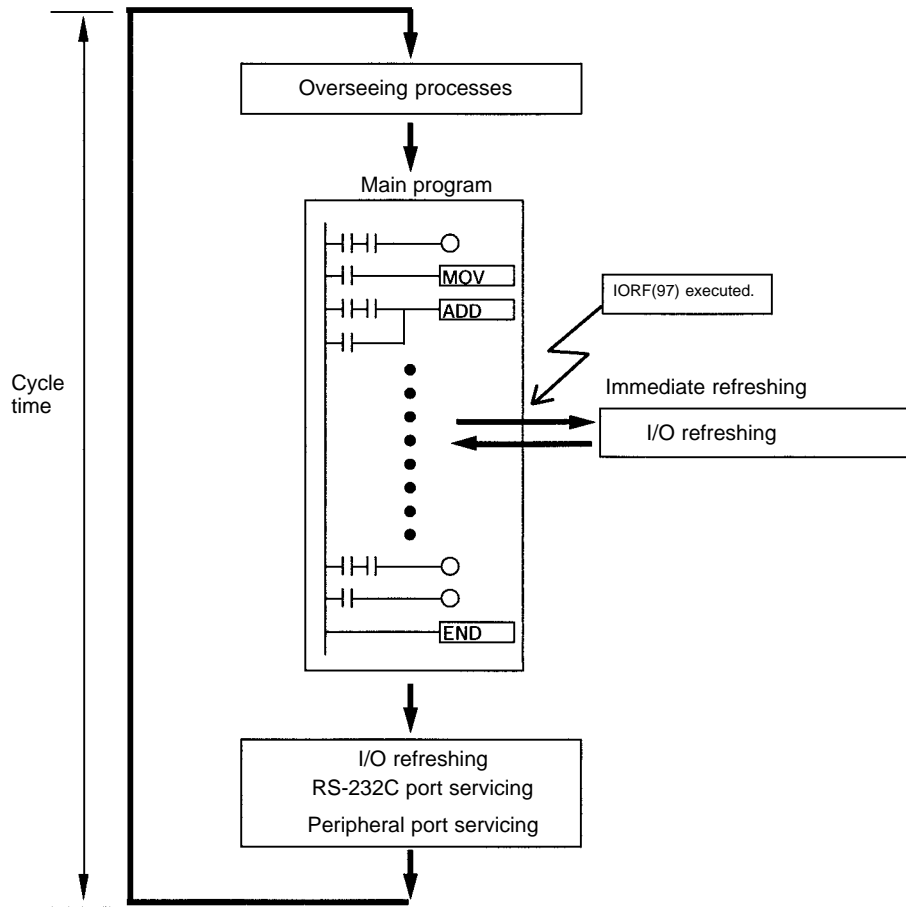 Overseeing processes
Main program
MOV
IORF(97) executed.
ADD
Cycle
time
Immediate refreshing
I/O refreshing
END
I/O refreshing
RS-232C port servicing
Peripheral port servicing